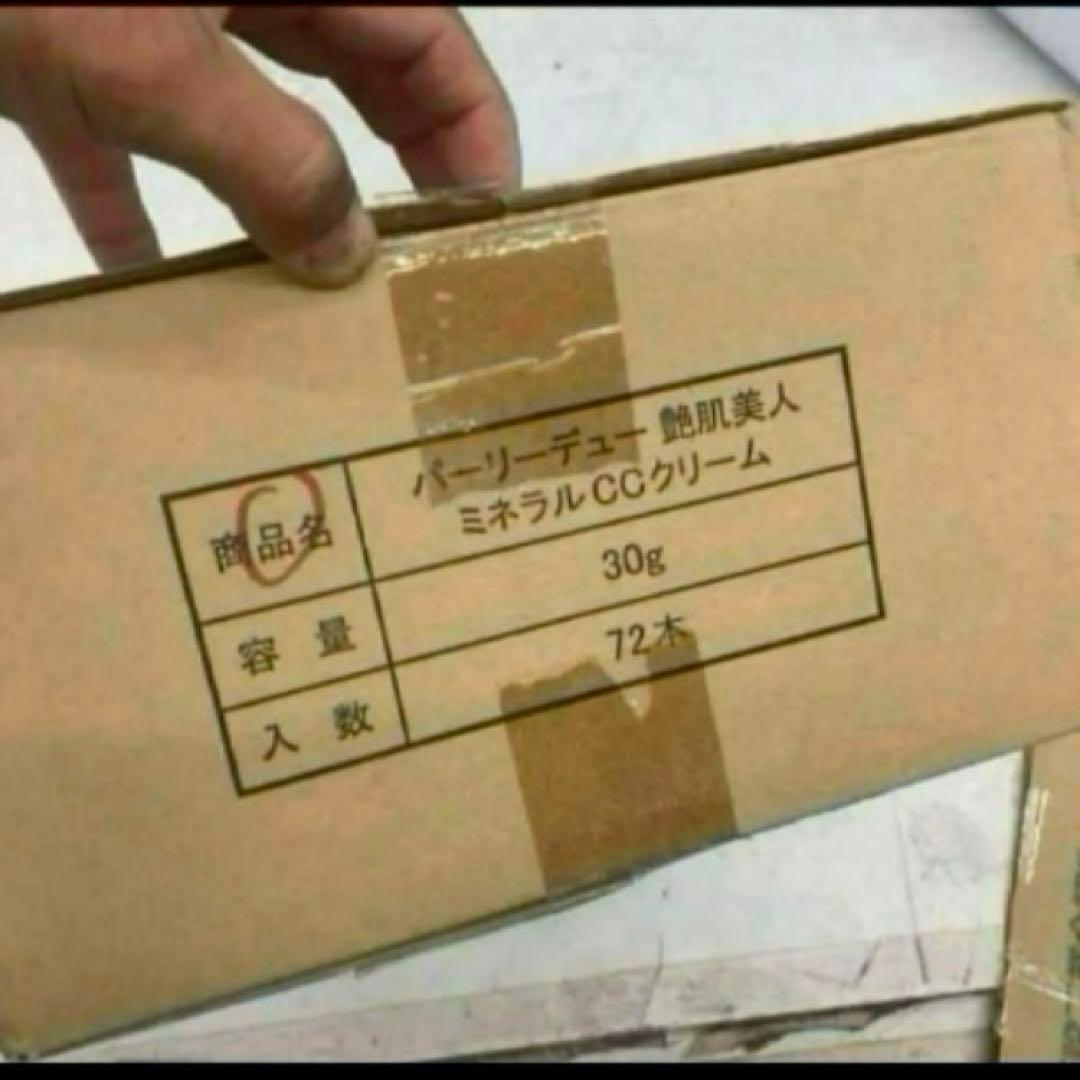 商品名
パーリーデュー 艶肌美人
ミネラルCCクリーム
容量
30g
入数
72本